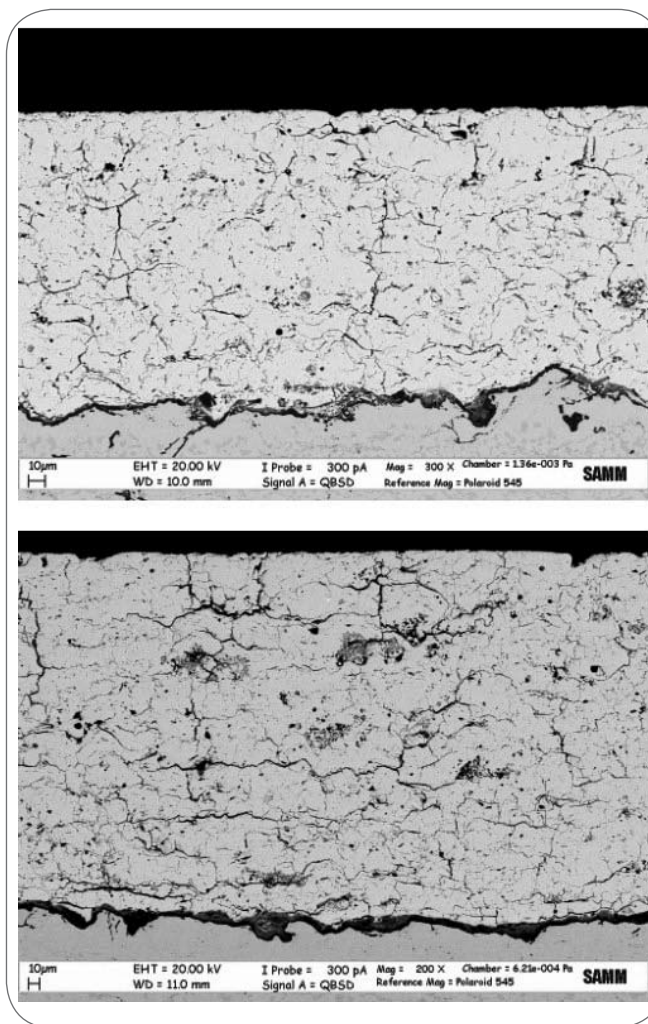 10µm EHT = 20.00 kV I Probe = 300 pA Mag = 300 X Chamber = 1.36e-003 Pa SAMM
WD = 10.0 mm Signal A = QBSD Reference Mag = Polaroid 545
10µm EHT = 20.00 kV I Probe = 300 pA Mag = 200 X Chamber = 6.21e-004 Pa SAMM
WD = 11.0 mm Signal A = QBSD Reference Mag = Polaroid 545